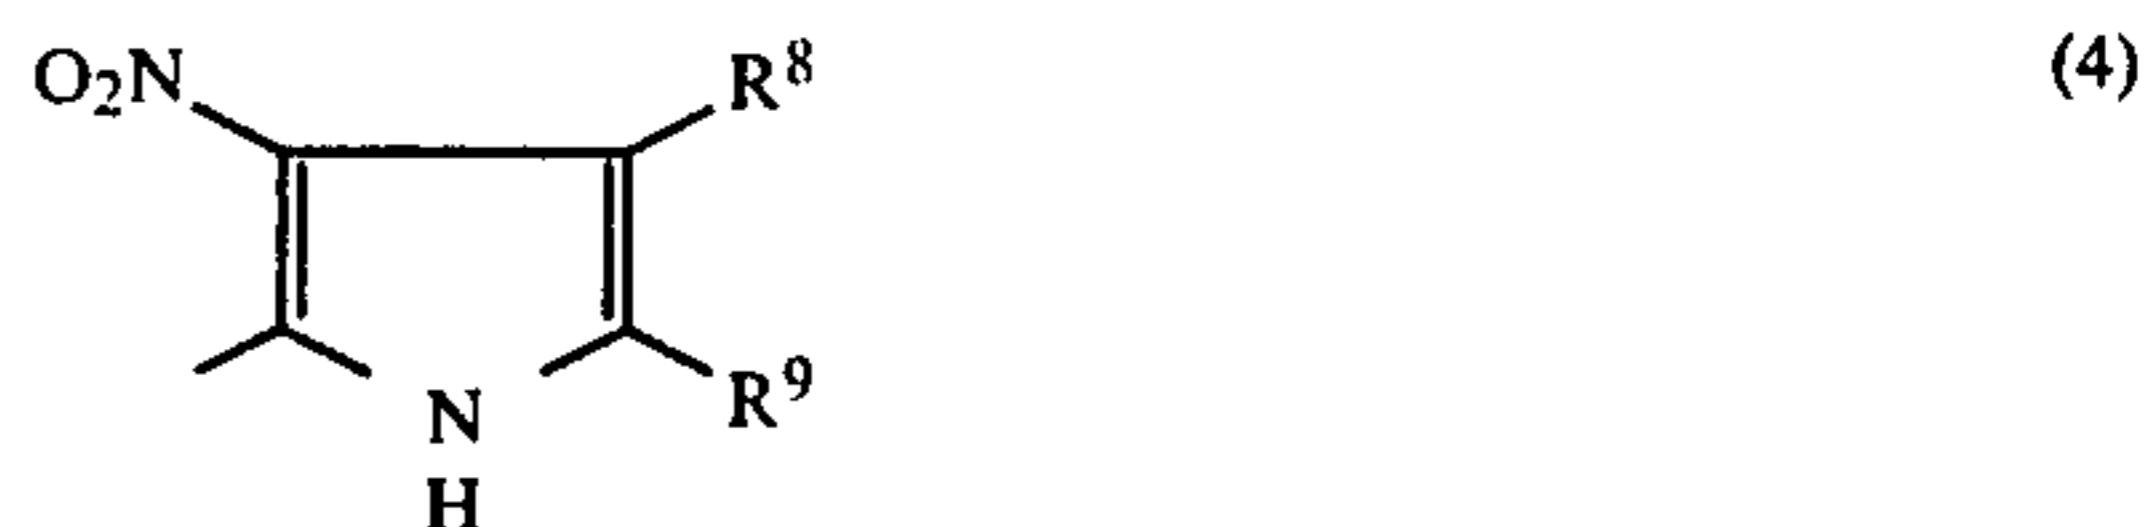 O₂N R⁸ (4)
R⁹
N
H